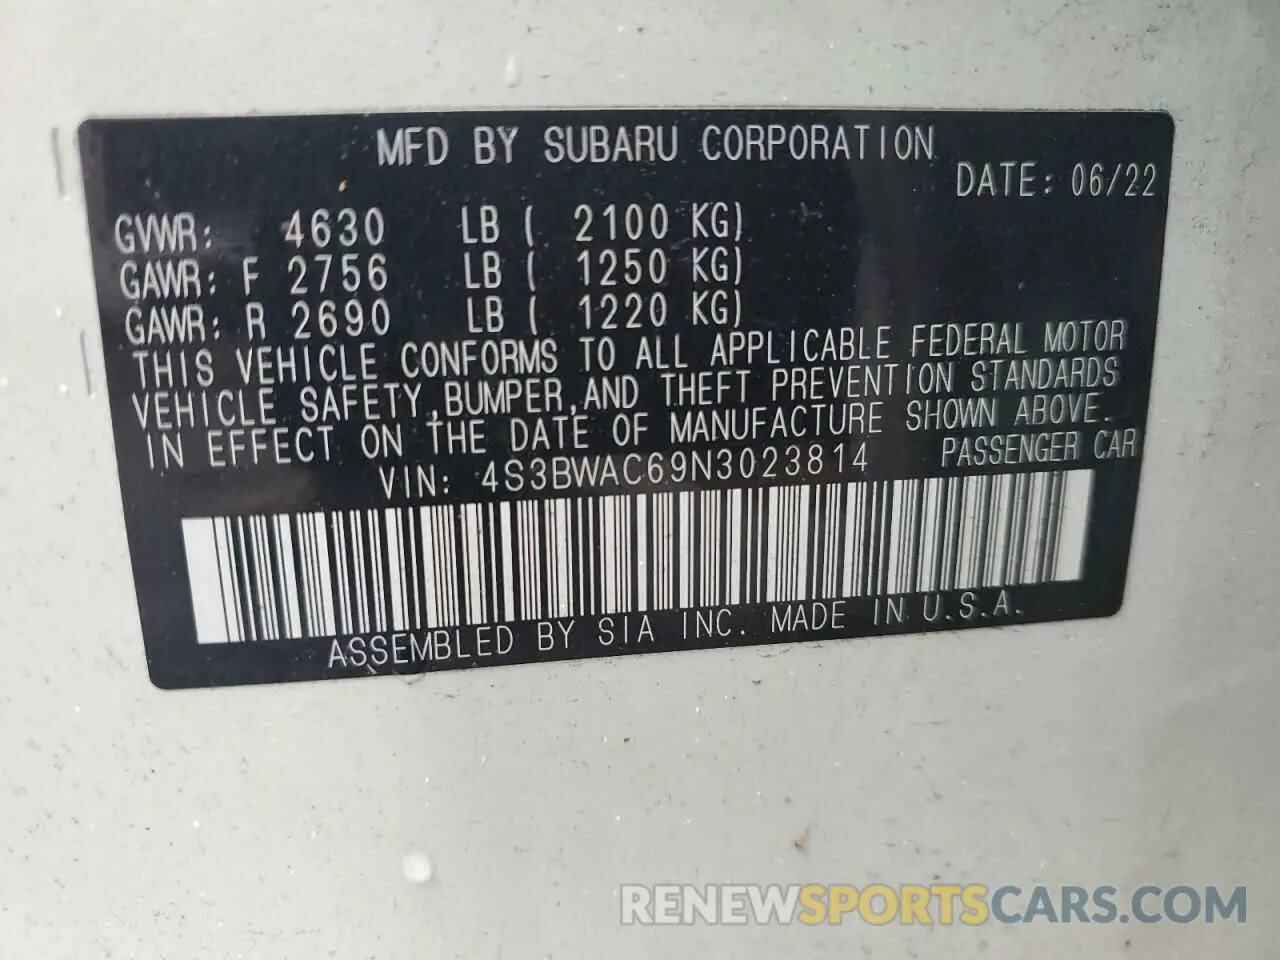 MFD BY SUBARU CORPORATION
DATE: 06/22
GVWR: 4630 LB ( 2100 KG)
GAWR: F 2756 LB ( 1250 KG)
GAWR: R 2690 LB ( 1220 KG)
THIS VEHICLE CONFORMS TO ALL APPLICABLE FEDERAL MOTOR
VEHICLE SAFETY,BUMPER,AND THEFT PREVENTION STANDARDS
IN EFFECT ON THE DATE OF MANUFACTURE SHOWN ABOVE.
VIN: 4S3BWAC69N3023814 PASSENGER CAR
ASSEMBLED BY SIA INC. MADE IN U.S.A.
RENEWSPORTSCARS.COM